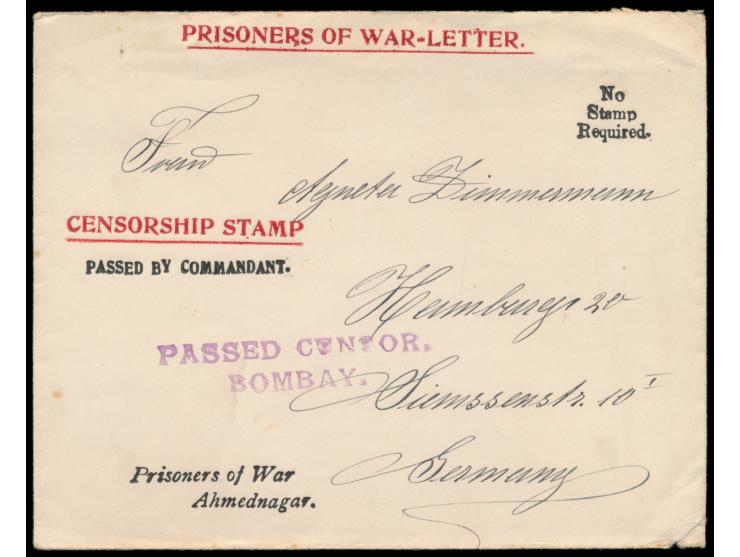 PRISONERS OF WAR-LETTER.
No
Stamp
Required.
Frau
Agneta Zimmermann
CENSORSHIP STAMP
PASSED BY COMMANDANT.
Hamburg 20
PASSED CENSOR,
BOMBAY.
Siemssenstr. 10 I
Germany
Prisoners of War
Ahmednagar.